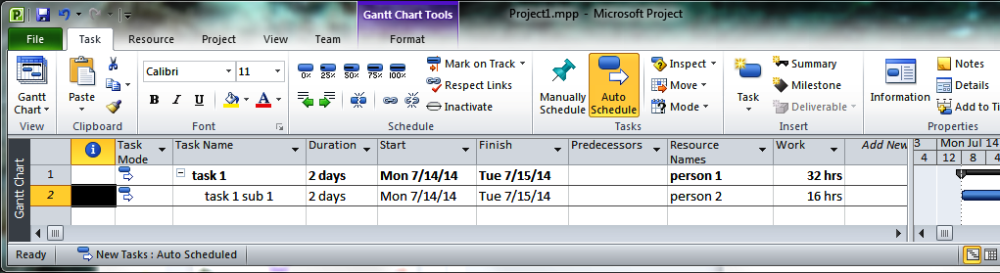 Gantt Chart Tools
Project1.mpp - Microsoft Project
File Task Resource Project View Team Format
Gantt Chart
View
Paste
Clipboard
Calibri 11
B I U A
Font
0% 25% 50% 75% 100%
Mark on Track
Respect Links
Inactivate
Schedule
Manually Schedule
Auto Schedule
Inspect
Move
Mode
Tasks
Task
Summary
Milestone
Deliverable
Insert
Information
Notes
Details
Add to Ti
Properties
Gantt Chart
Task Mode Task Name Duration Start Finish Predecessors Resource Names Work Add New
3 Mon Jul 14
4 12 8 4
1 task 1 2 days Mon 7/14/14 Tue 7/15/14 person 1 32 hrs
2 task 1 sub 1 2 days Mon 7/14/14 Tue 7/15/14 person 2 16 hrs
Ready New Tasks : Auto Scheduled